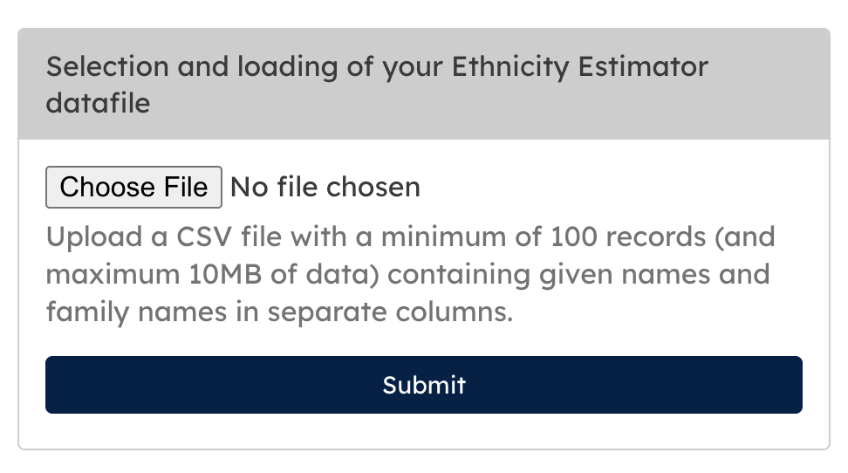 Selection and loading of your Ethnicity Estimator
datafile
Choose File No file chosen
Upload a CSV file with a minimum of 100 records (and
maximum 10MB of data) containing given names and
family names in separate columns.
Submit